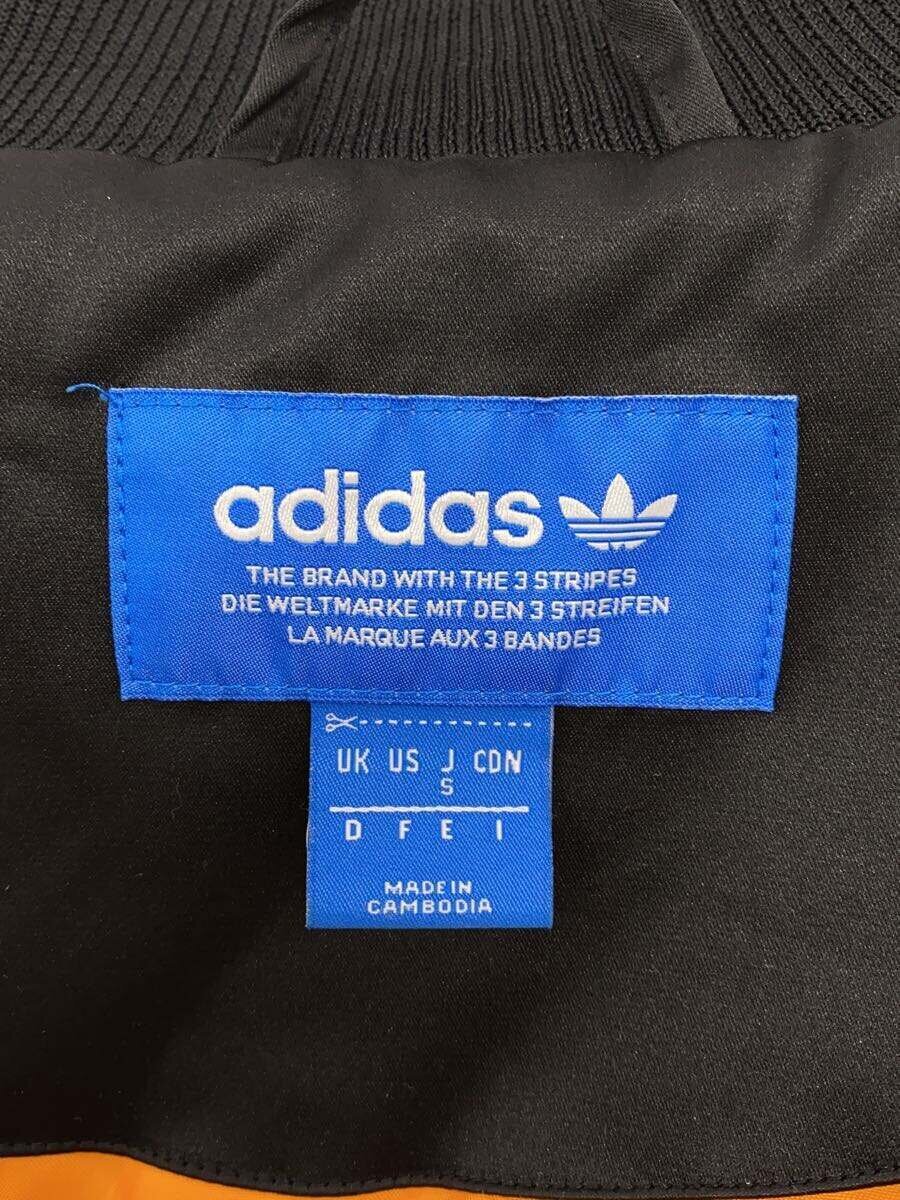 adidas
THE BRAND WITH THE 3 STRIPES
DIE WELTMARKE MIT DEN 3 STREIFEN
LA MARQUE AUX 3 BANDES
UK US J CDN
S
D F E I
MADE IN
CAMBODIA